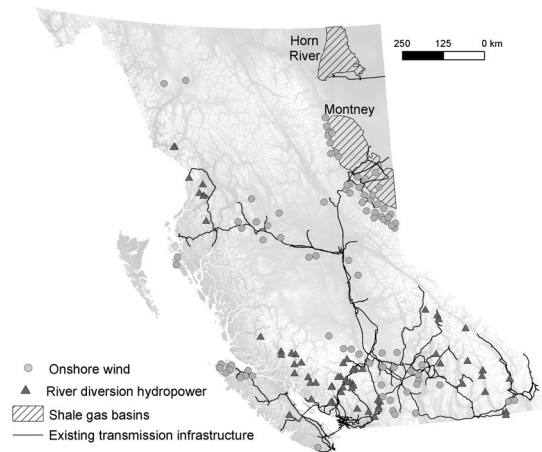 Horn
River
250 125 0 km
Montney
Onshore wind
River diversion hydropower
Shale gas basins
Existing transmission infrastructure